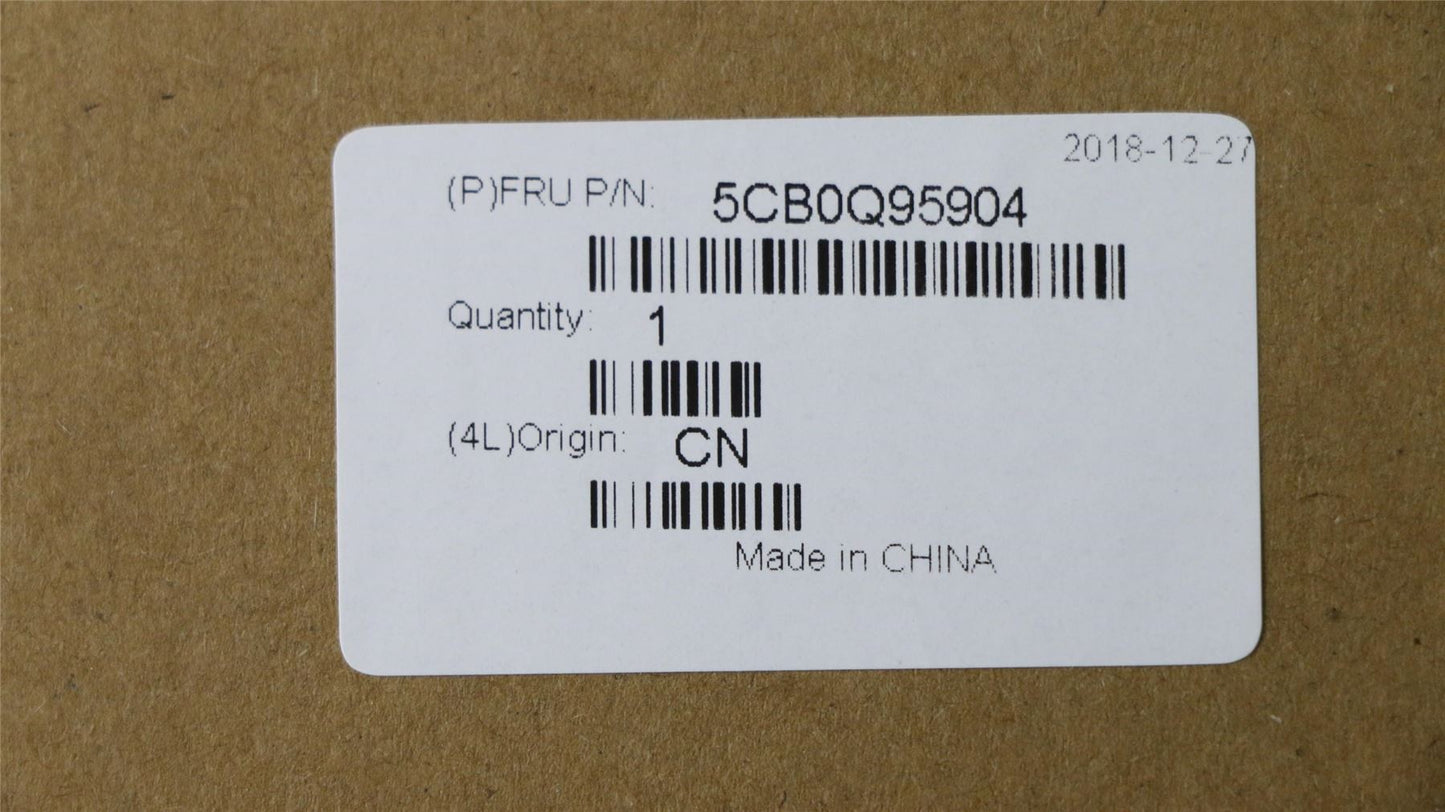 2018-12-27
(P)FRU P/N: 5CB0Q95904
Quantity: 1
(4L)Origin: CN
Made in CHINA